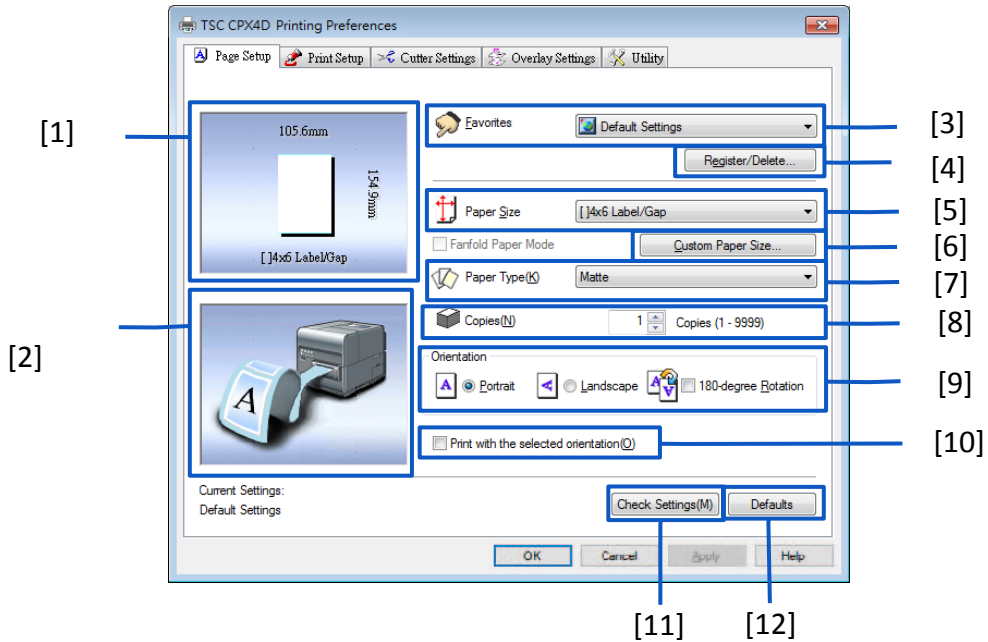 TSC CPX4D Printing Preferences
Page Setup Print Setup Cutter Settings Overlay Settings Utility
[1]
105.6mm
154.9mm
[ ]4x6 Label/Gap
Favorites Default Settings
[3]
Register/Delete...
[4]
Paper Size [ ]4x6 Label/Gap
[5]
Fanfold Paper Mode Custom Paper Size...
[6]
Paper Type(K) Matte
[7]
Copies(N) 1 Copies (1 - 9999)
[8]
[2]
A
Orientation
A Portrait A Landscape A A 180-degree Rotation
[9]
Print with the selected orientation(O)
[10]
Current Settings:
Default Settings
Check Settings(M) Defaults
OK Cancel Apply Help
[11] [12]